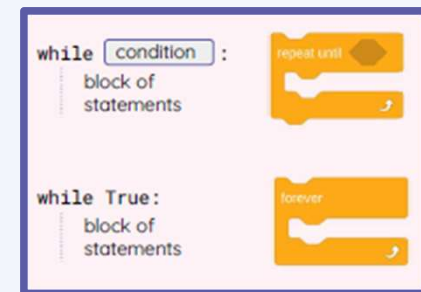 while condition : repeat until
block of
statements
while True: forever
block of
statements